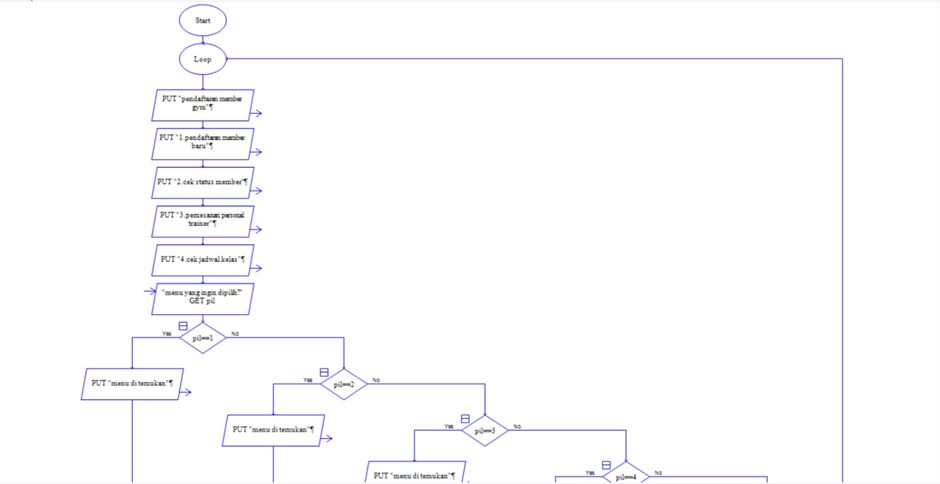 Start
Loop
PUT "pendaftaran member
gym"¶
PUT "1.pendaftaran member
baru"¶
PUT "2.cek status member"¶
PUT "3.pemesanan personal
trainer"¶
PUT "4.cek jadwal kelas"¶
"menu yang ingin dipilih?"
GET pil
Yes
pil==1
No
PUT "menu di temukan"¶
Yes
pil==2
No
PUT "menu di temukan"¶
Yes
pil==3
No
PUT "menu di temukan"¶
Yes
pil==4
No